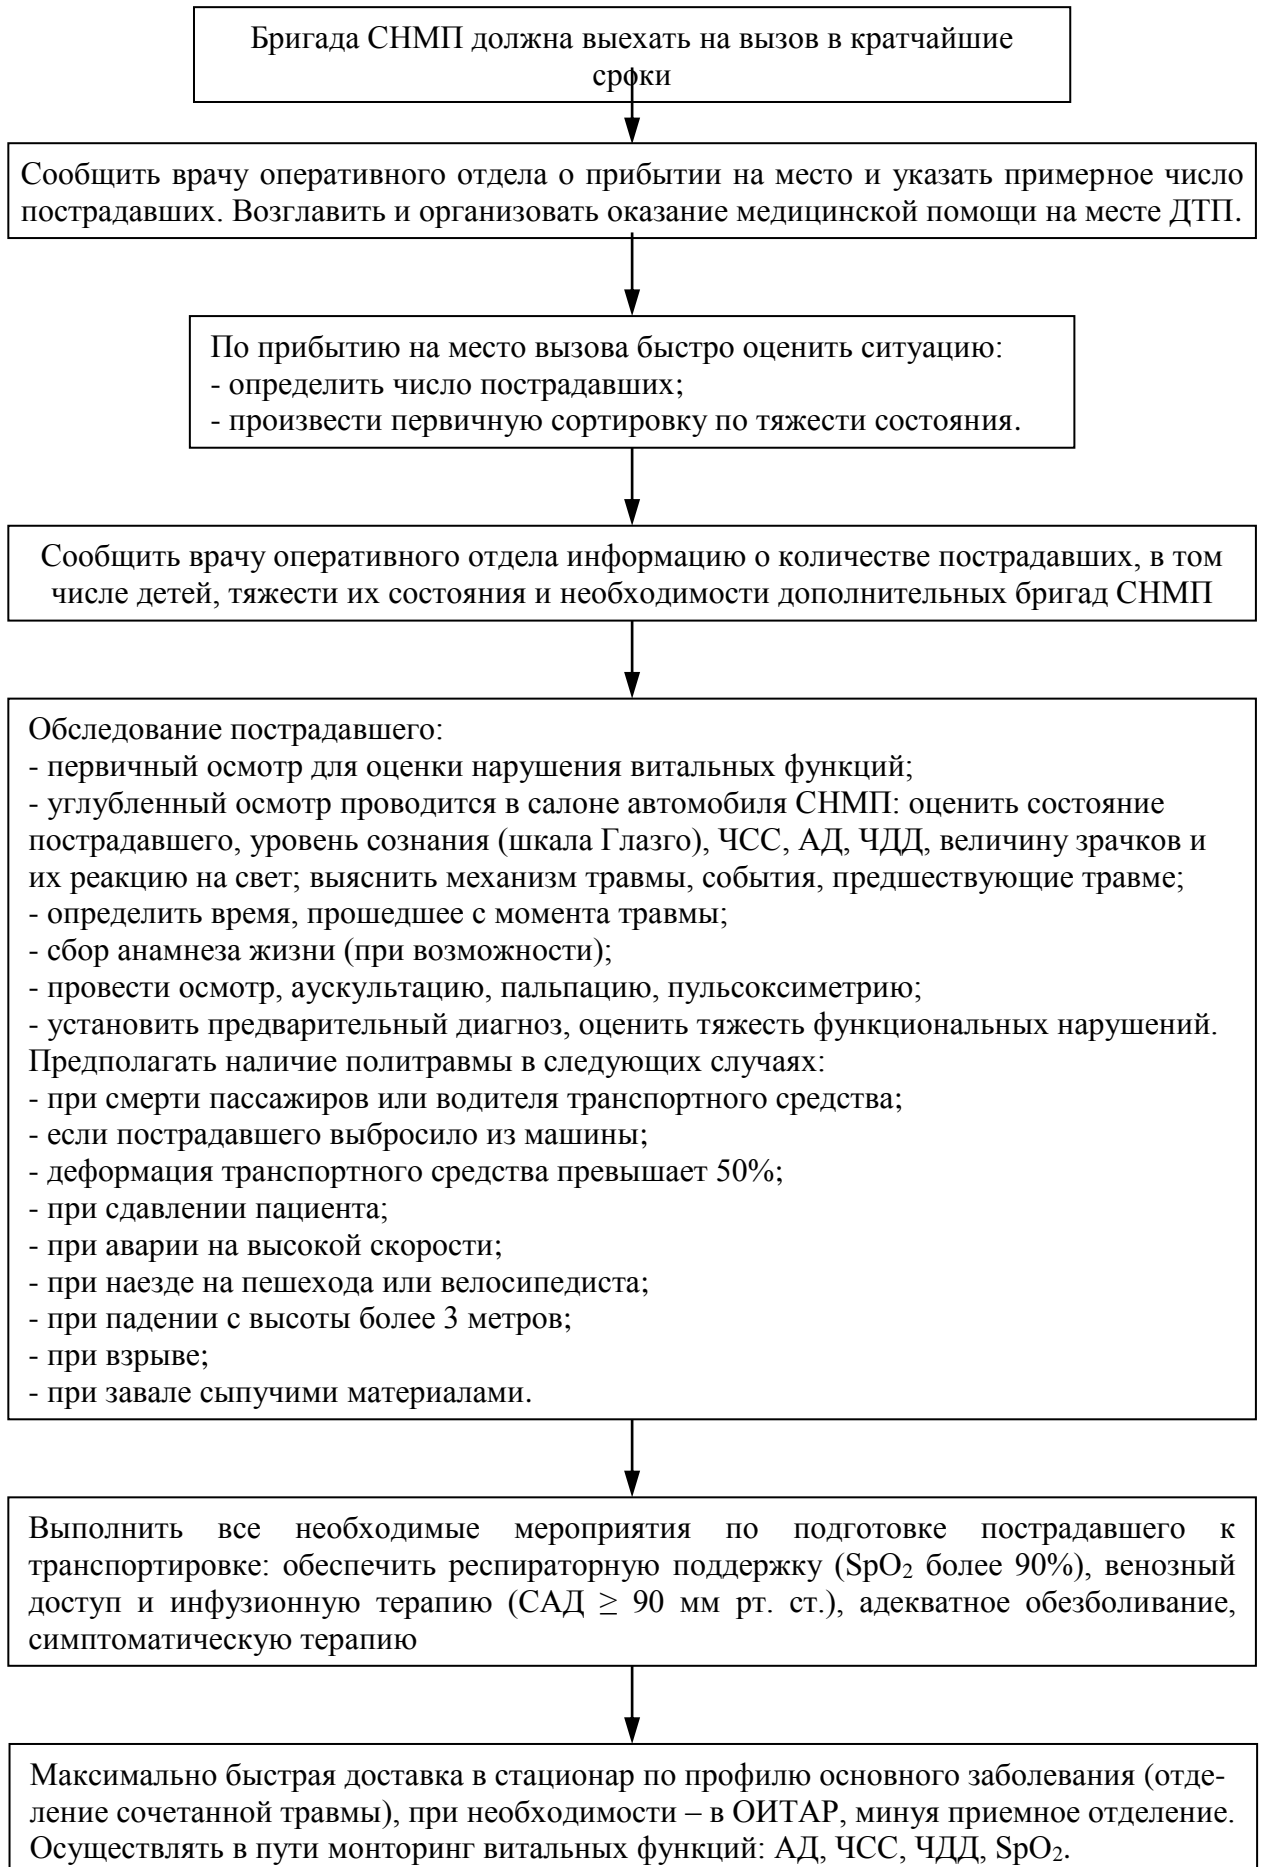 Бригада СНМП должна выехать на вызов в кратчайшие
сроки
Сообщить врачу оперативного отдела о прибытии на место и указать примерное число
пострадавших. Возглавить и организовать оказание медицинской помощи на месте ДТП.
По прибытию на место вызова быстро оценить ситуацию:
- определить число пострадавших;
- произвести первичную сортировку по тяжести состояния.
Сообщить врачу оперативного отдела информацию о количестве пострадавших, в том
числе детей, тяжести их состояния и необходимости дополнительных бригад СНМП
Обследование пострадавшего:
- первичный осмотр для оценки нарушения витальных функций;
- углубленный осмотр проводится в салоне автомобиля СНМП: оценить состояние
пострадавшего, уровень сознания (шкала Глазго), ЧСС, АД, ЧДД, величину зрачков и
их реакцию на свет; выяснить механизм травмы, события, предшествующие травме;
- определить время, прошедшее с момента травмы;
- сбор анамнеза жизни (при возможности);
- провести осмотр, аускультацию, пальпацию, пульсоксиметрию;
- установить предварительный диагноз, оценить тяжесть функциональных нарушений.
Предполагать наличие политравмы в следующих случаях:
- при смерти пассажиров или водителя транспортного средства;
- если пострадавшего выбросило из машины;
- деформация транспортного средства превышает 50%;
- при сдавлении пациента;
- при аварии на высокой скорости;
- при наезде на пешехода или велосипедиста;
- при падении с высоты более 3 метров;
- при взрыве;
- при завале сыпучими материалами.
Выполнить все необходимые мероприятия по подготовке пострадавшего к
транспортировке: обеспечить респираторную поддержку (SpO₂ более 90%), венозный
доступ и инфузионную терапию (САД ≥ 90 мм рт. ст.), адекватное обезболивание,
симптоматическую терапию
Максимально быстрая доставка в стационар по профилю основного заболевания (отде-
ление сочетанной травмы), при необходимости – в ОИТАР, минуя приемное отделение.
Осуществлять в пути монторинг витальных функций: АД, ЧСС, ЧДД, SpO₂.